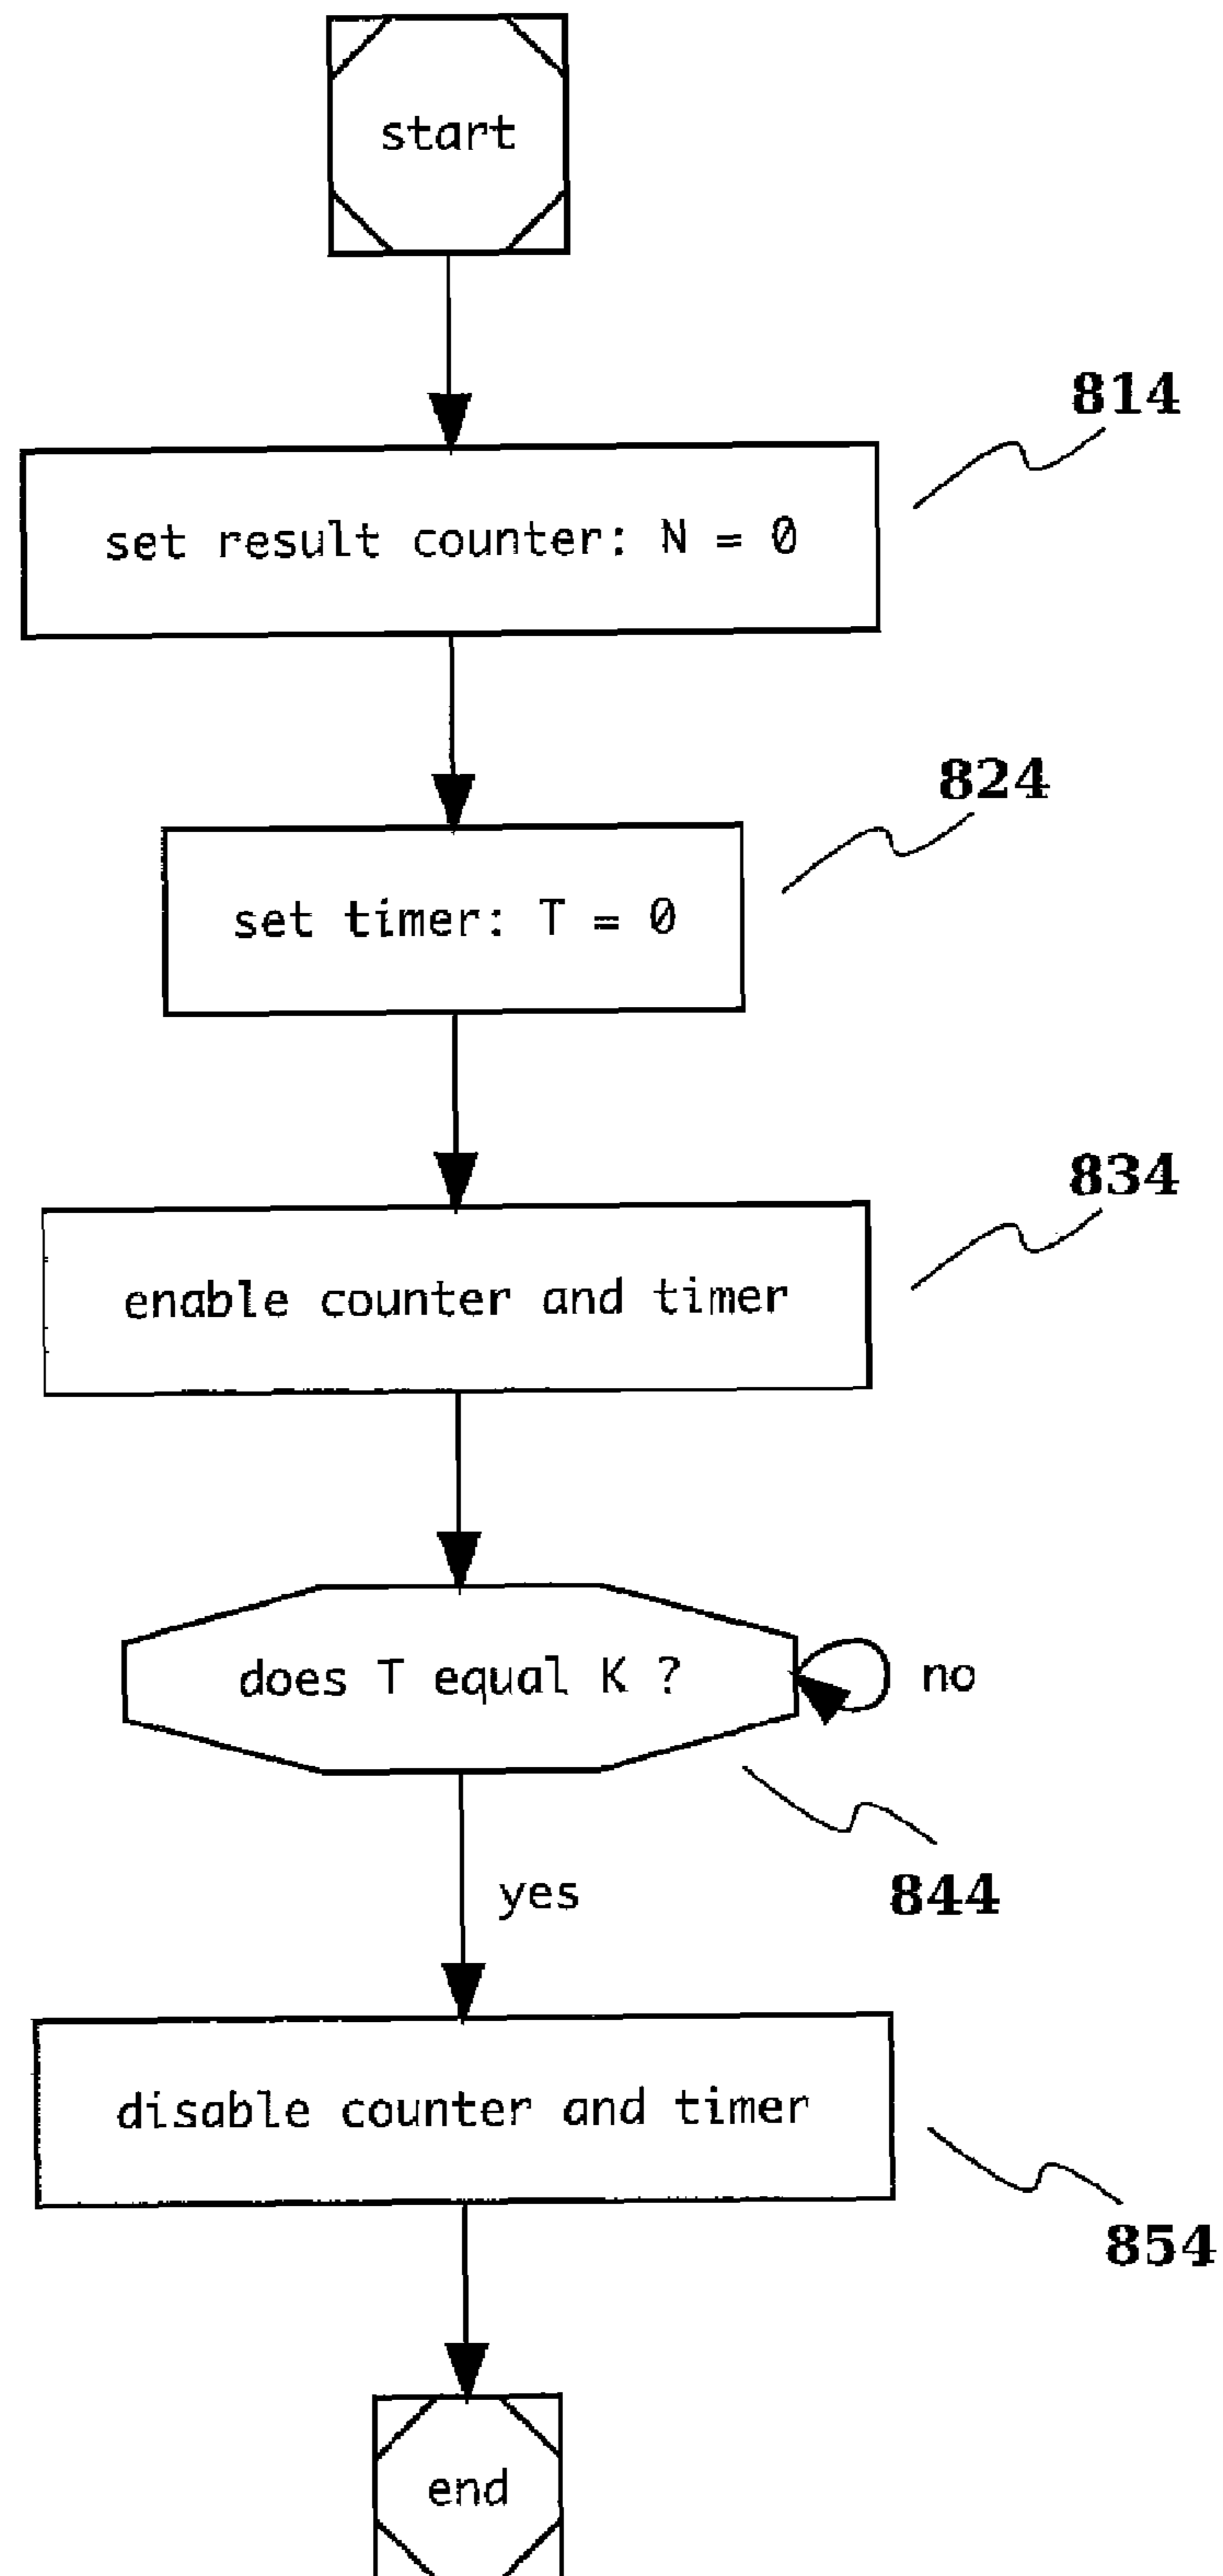 start
814
set result counter: N = 0
824
set timer: T = 0
834
enable counter and timer
does T equal K ?
no
844
yes
disable counter and timer
854
end